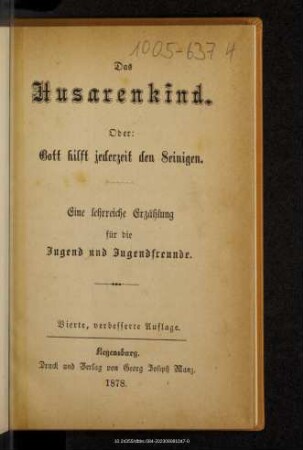 1005-637 4
Das
Husarenkind.
Oder:
Gott hilft jederzeit den Seinigen.
Eine lehrreiche Erzählung
für die
Jugend und Jugendfreunde.
Vierte, verbesserte Auflage.
Regensburg.
Druck und Verlag von Georg Joseph Manz.
1878.